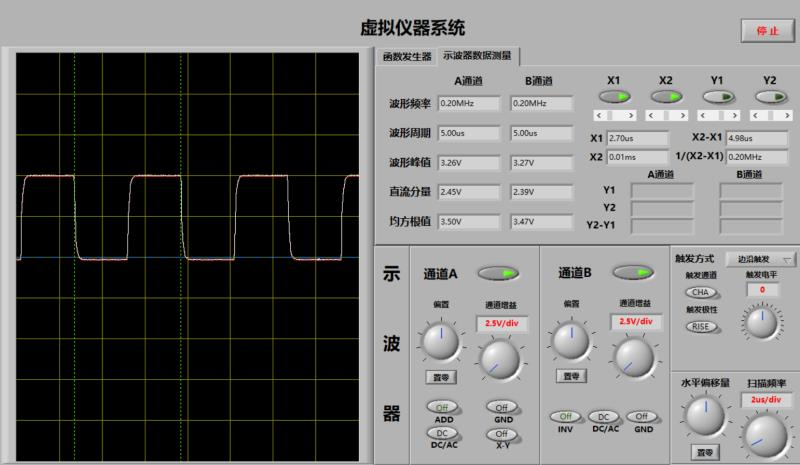 虚拟仪器系统
停 止
函数发生器 示波器数据测量
A通道 B通道
波形频率 0.20MHz 0.20MHz
波形周期 5.00us 5.00us
波形峰值 3.26V 3.27V
直流分量 2.45V 2.39V
均方根值 3.50V 3.47V
X1 X2 Y1 Y2
X1 2.70us X2-X1 4.98us
X2 0.01ms 1/(X2-X1) 0.20MHz
A通道 B通道
Y1
Y2
Y2-Y1
示波器
通道A
偏置 通道增益
2.5V/div
置零
Off Off
ADD GND
DC Off
DC/AC X-Y
通道B
偏置 通道增益
2.5V/div
置零
Off DC Off
INV DC/AC GND
触发方式 边沿触发
触发通道 触发电平
CHA 0
触发极性
RISE
水平偏移量 扫描频率
2us/div
置零